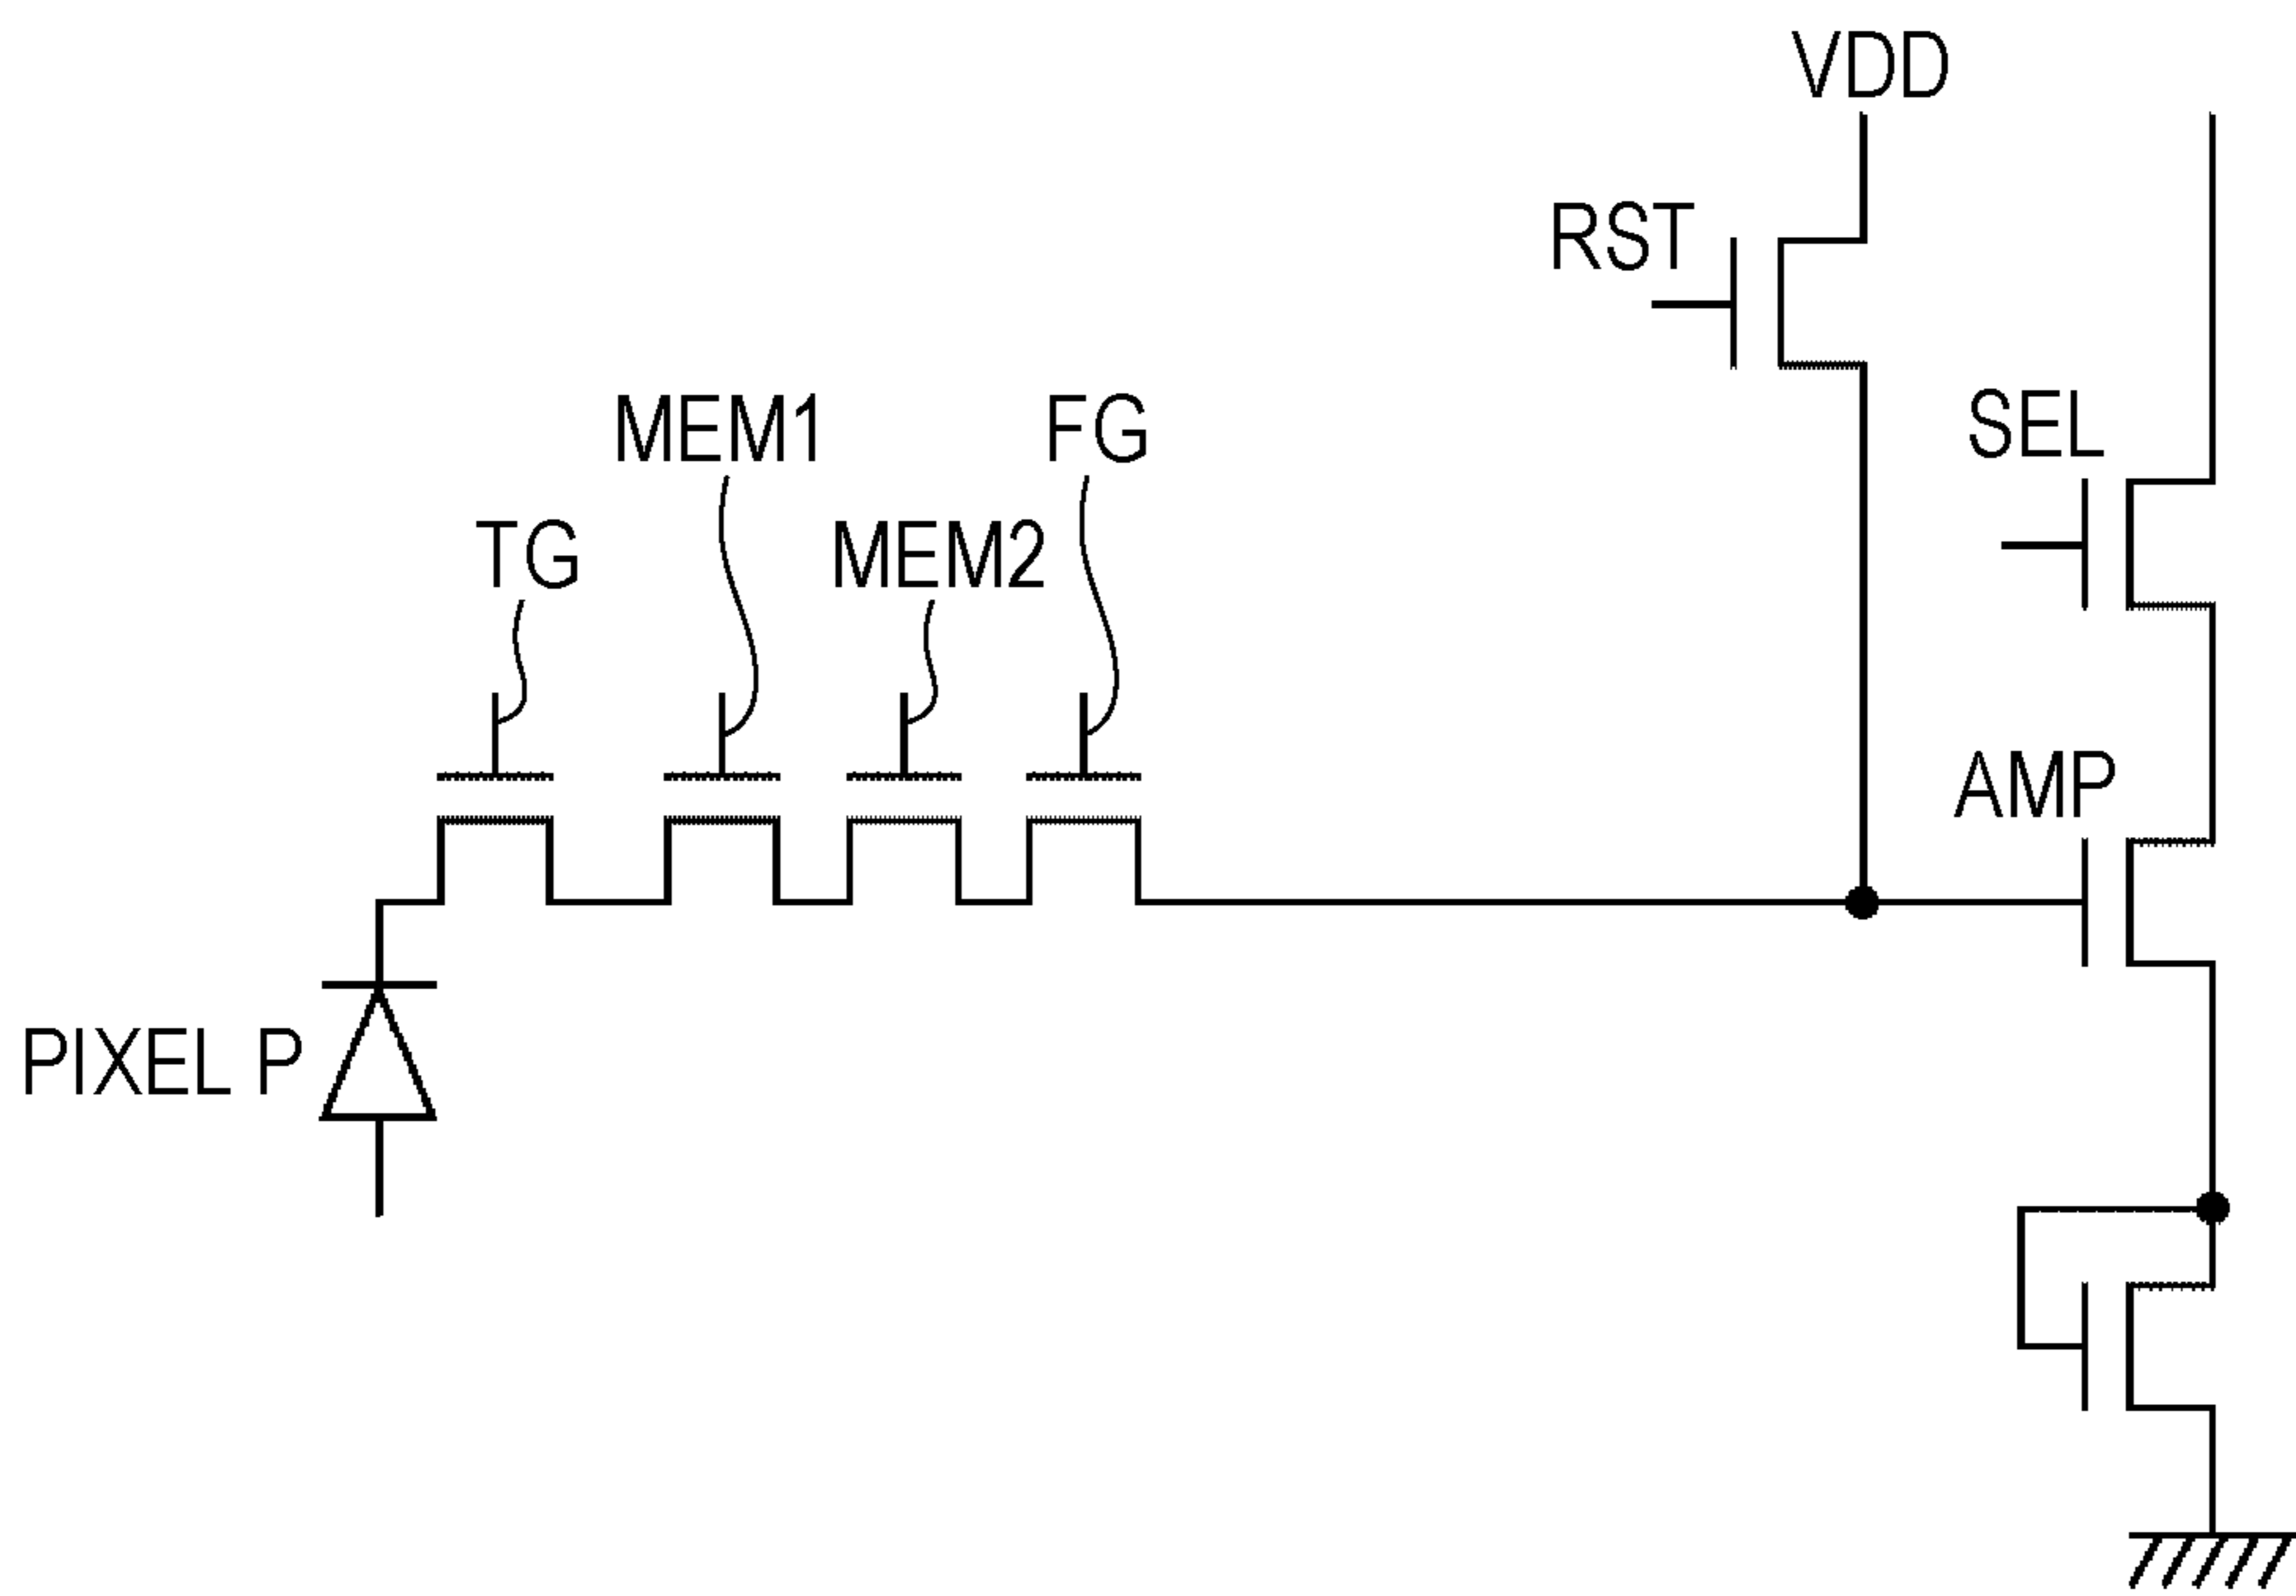 VDD
RST
SEL
MEM1
FG
TG
MEM2
AMP
PIXEL P